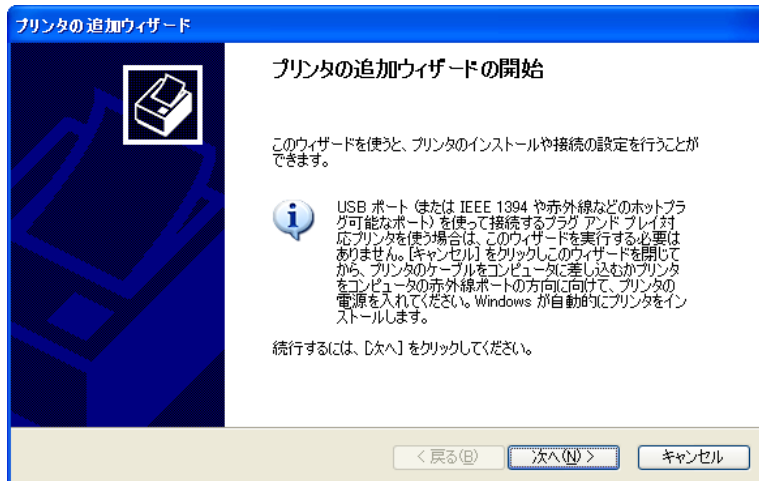 プリンタの追加ウィザード
プリンタの追加ウィザードの開始
このウィザードを使うと、プリンタのインストールや接続の設定を行うことが
できます。
USB ポート (または IEEE 1394 や赤外線などのホットプラ
グ可能なポート) を使って接続するプラグ アンド プレイ対
応プリンタを使う場合は、このウィザードを実行する必要は
ありません。[キャンセル] をクリックしこのウィザードを閉じて
から、プリンタのケーブルをコンピュータに差し込むかプリンタ
をコンピュータの赤外線ポートの方向に向けて、プリンタの
電源を入れてください。Windows が自動的にプリンタをイン
ストールします。
続行するには、[次へ] をクリックしてください。
< 戻る(B)
次へ(N) >
キャンセル